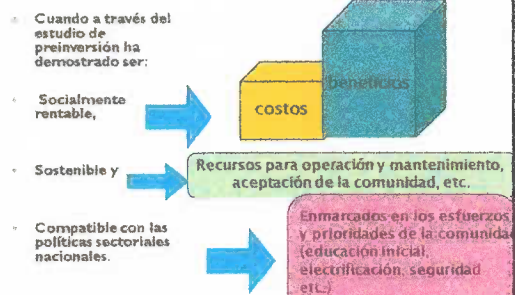 Cuando a través del
estudio de
preinversión ha
demostrado ser:
Socialmente
rentable,
costos
beneficios
Sostenible y
Recursos para operación y mantenimiento,
aceptación de la comunidad, etc.
Compatible con las
políticas sectoriales
nacionales.
Enmarcados en los esfuerzos
y prioridades de la comunidad
(educación inicial,
electrificación, seguridad
etc.)